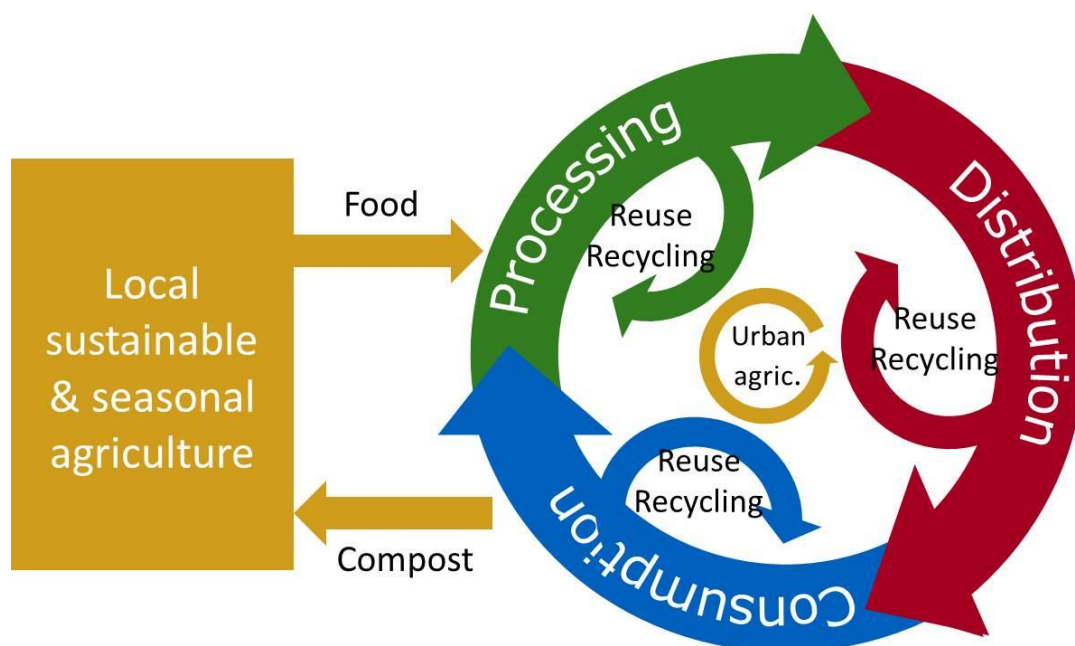 Local
sustainable
& seasonal
agriculture
Food
Compost
Processing
Reuse
Recycling
Distribution
Reuse
Recycling
Urban
agric.
Reuse
Recycling
Consumption